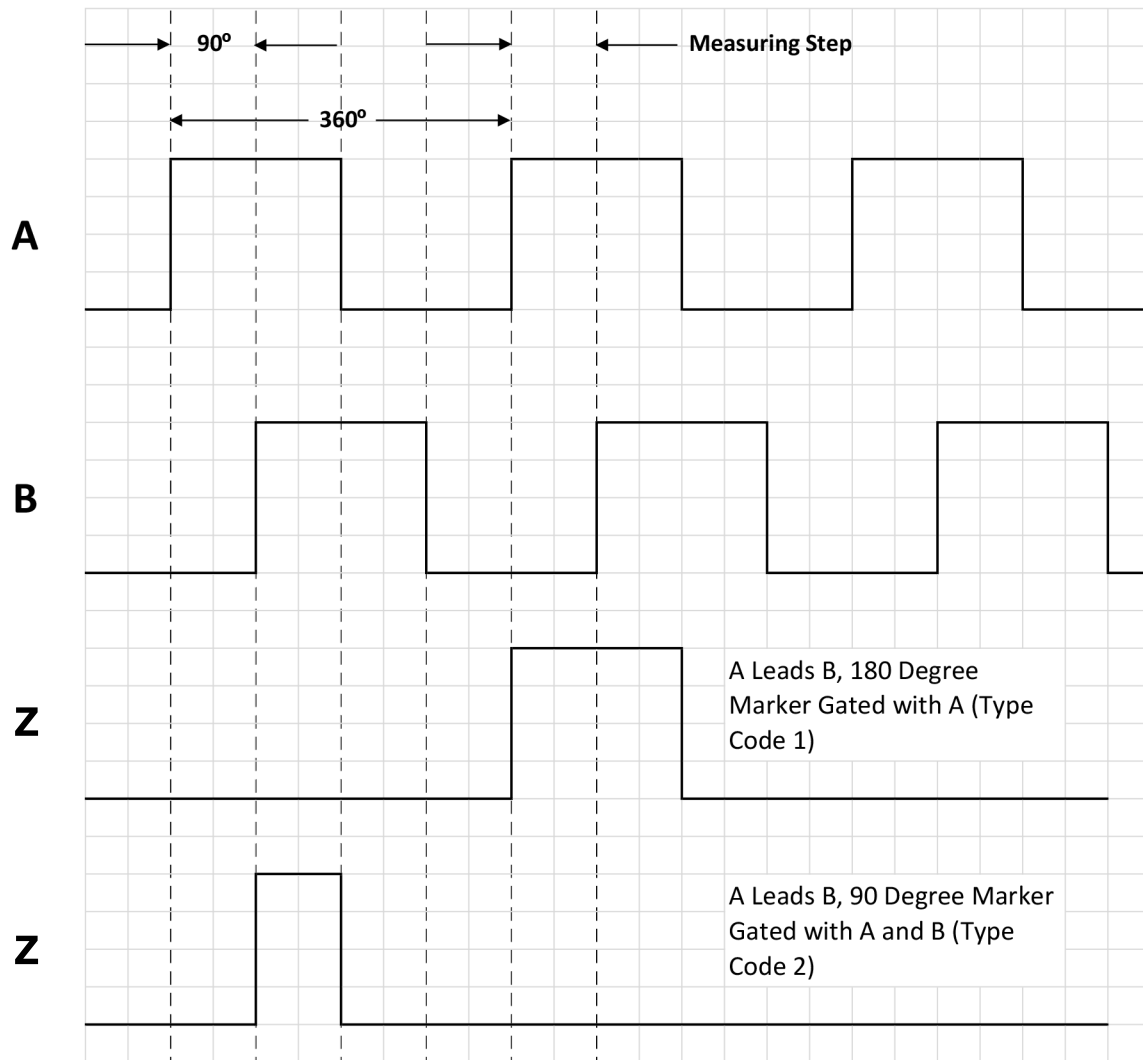 90º
Measuring Step
360º
A
B
Z
A Leads B, 180 Degree
Marker Gated with A (Type
Code 1)
Z
A Leads B, 90 Degree Marker
Gated with A and B (Type
Code 2)